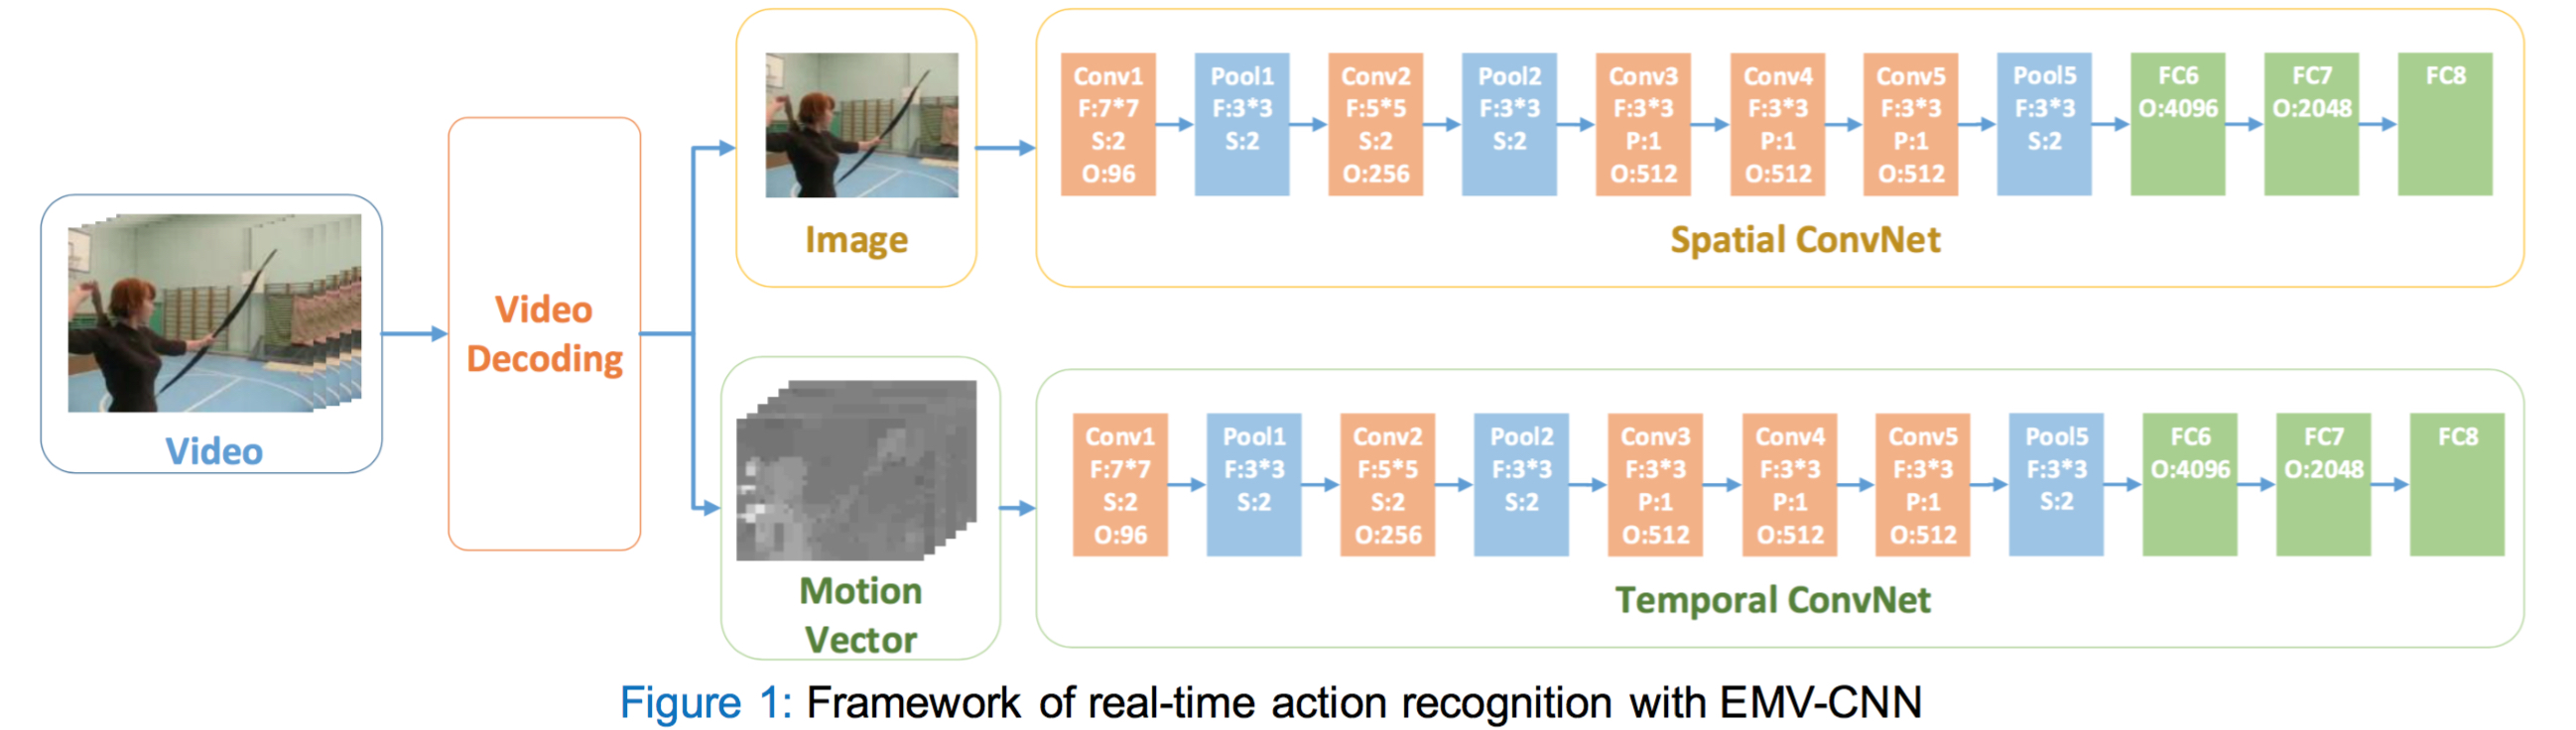 Video
Video
Decoding
Image
Conv1
F:7*7
S:2
O:96
Pool1
F:3*3
S:2
Conv2
F:5*5
S:2
O:256
Pool2
F:3*3
S:2
Conv3
F:3*3
P:1
O:512
Conv4
F:3*3
P:1
O:512
Conv5
F:3*3
P:1
O:512
Pool5
F:3*3
S:2
FC6
O:4096
FC7
O:2048
FC8
Spatial ConvNet
Motion
Vector
Conv1
F:7*7
S:2
O:96
Pool1
F:3*3
S:2
Conv2
F:5*5
S:2
O:256
Pool2
F:3*3
S:2
Conv3
F:3*3
P:1
O:512
Conv4
F:3*3
P:1
O:512
Conv5
F:3*3
P:1
O:512
Pool5
F:3*3
S:2
FC6
O:4096
FC7
O:2048
FC8
Temporal ConvNet
Figure 1: Framework of real-time action recognition with EMV-CNN